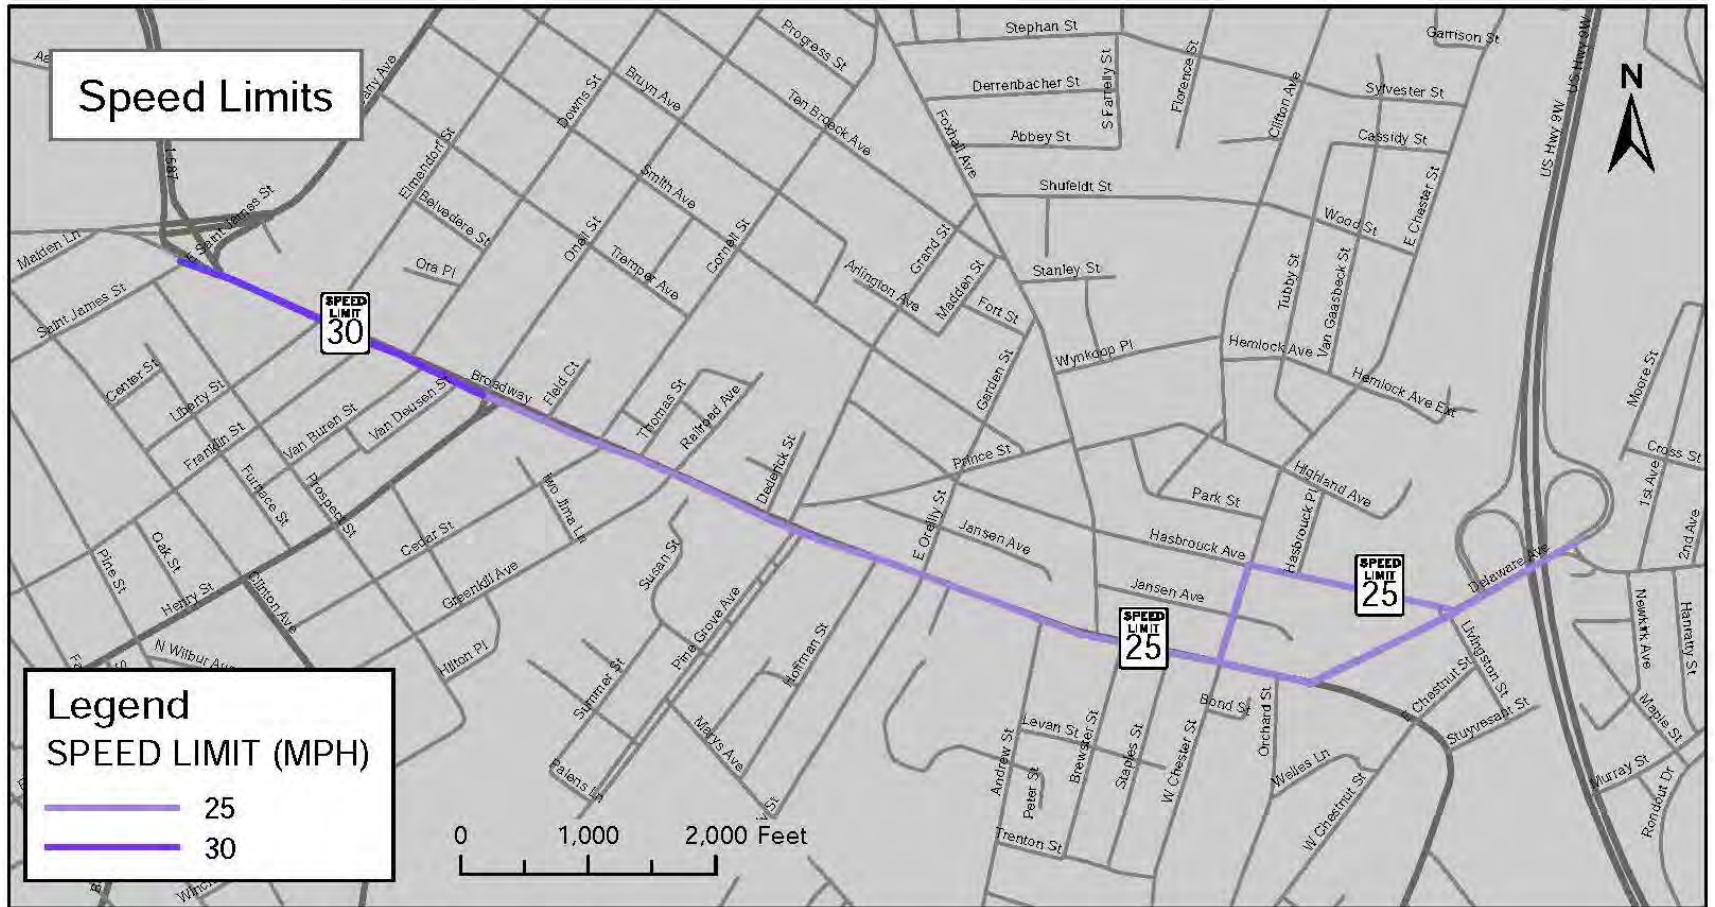 Speed Limits
N
Stephan St
Garrison St
Progress St
Derrenbacher St
S Farrelly St
Florence St
Clifton Ave
Sylvester St
US Hwy 9W
US Hwy 9W
Bruyn Ave
Downs St
Ten Broeck Ave
Foxhall Ave
Abbey St
Cassidy St
I-587
Elmendorf St
Smith Ave
Shufeldt St
Wood St
E Chester St
Belvedere St
E Saint James St
Malden Ln
Oneil St
Cornell St
Grand St
Ora Pl
Tremper Ave
Arlington Ave
Madden St
Stanley St
Tubby St
Van Gaasbeck St
Saint James St
Fort St
SPEED
LIMIT
30
Wynkoop Pl
Hemlock Ave
Hemlock Ave Ext
Moore St
Center St
Liberty St
Broadway
Field Ct
Garden St
Van Deusen St
Van Buren St
Franklin St
Thomas St
Railroad Ave
Dederick St
Prince St
Highland Ave
Cross St
1st Ave
2nd Ave
Furnace St
Prospect St
Iwo Jima Ln
Park St
Hasbrouck Pl
Oak St
Pine St
Cedar St
E Oreilly St
Jansen Ave
Hasbrouck Ave
Delaware Ave
Susan St
Greenkill Ave
Henry St
Clinton Ave
Jansen Ave
SPEED
LIMIT
25
SPEED
LIMIT
25
Pine Grove Ave
Hoffman St
Livingston St
Newkirk Ave
Hanratty St
N Wilbur Ave
Hilton Pl
Summer St
Bond St
Orchard St
E Chestnut St
Stuyvesant St
Maple St
Marys Ave
Levan St
Andrew St
Brewster St
Staples St
W Chester St
Welles Ln
Murray St
Palens Ln
Peter St
W Chestnut St
Rondout Dr
Trenton St
Legend
SPEED LIMIT (MPH)
25
30
0 1,000 2,000 Feet